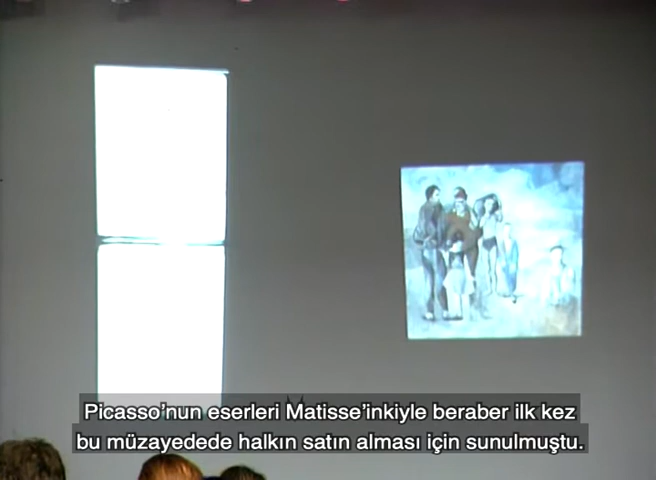 Picasso'nun eserleri Matisse'inkiyle beraber ilk kez
bu müzayedede halkın satın alması için sunulmuştu.